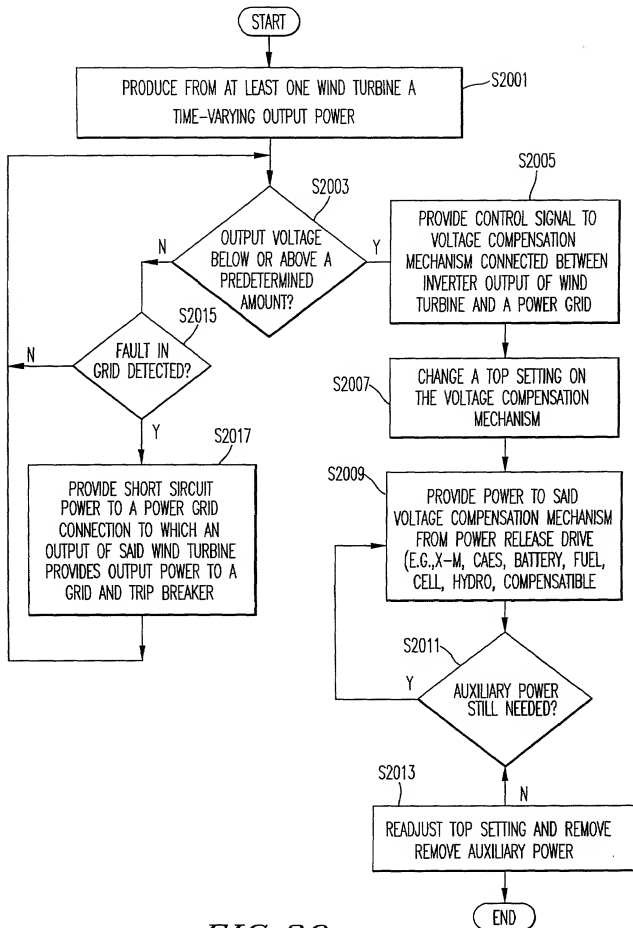 START
PRODUCE FROM AT LEAST ONE WIND TURBINE A
TIME-VARYING OUTPUT POWER
S2001
S2003
OUTPUT VOLTAGE
BELOW OR ABOVE A
PREDETERMINED
AMOUNT?
N
Y
S2005
PROVIDE CONTROL SIGNAL TO
VOLTAGE COMPENSATION
MECHANISM CONNECTED BETWEEN
INVERTER OUTPUT OF WIND
TURBINE AND A POWER GRID
S2015
FAULT IN
GRID DETECTED?
N
Y
S2007
CHANGE A TOP SETTING ON
THE VOLTAGE COMPENSATION
MECHANISM
S2017
PROVIDE SHORT SIRCUIT
POWER TO A POWER GRID
CONNECTION TO WHICH AN
OUTPUT OF SAID WIND TURBINE
PROVIDES OUTPUT POWER TO A
GRID AND TRIP BREAKER
S2009
PROVIDE POWER TO SAID
VOLTAGE COMPENSATION MECHANISM
FROM POWER RELEASE DRIVE
(E.G.,X-M, CAES, BATTERY, FUEL,
CELL, HYDRO, COMPENSATIBLE
S2011
AUXILIARY POWER
STILL NEEDED?
Y
N
S2013
READJUST TOP SETTING AND REMOVE
REMOVE AUXILIARY POWER
END